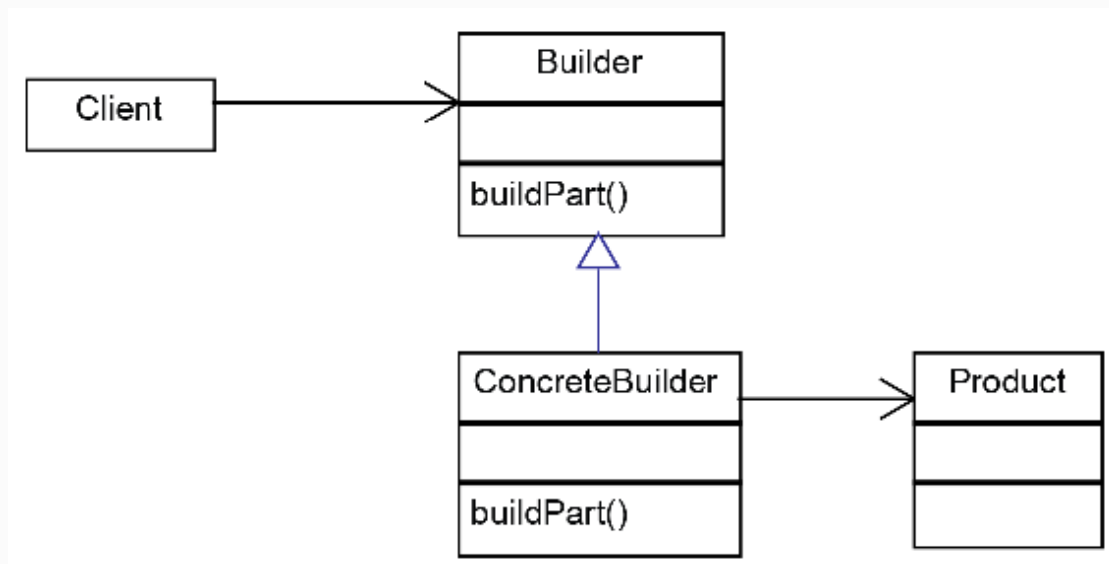 Builder
Client
buildPart()
ConcreteBuilder
Product
buildPart()